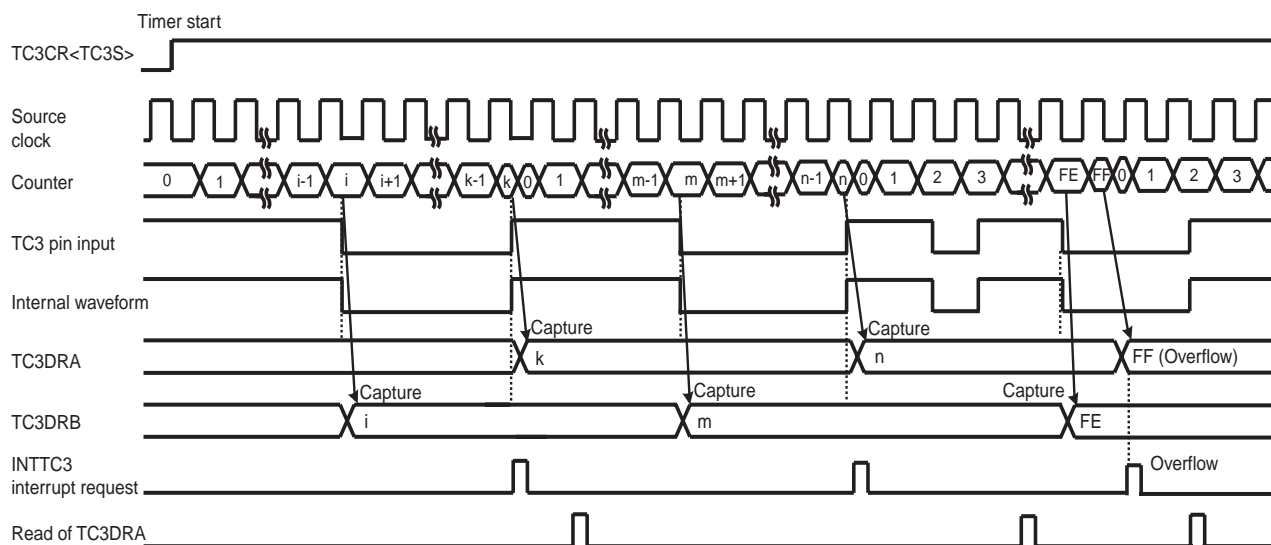 Timer start
TC3CR<TC3S>
Source
clock
Counter
0 1 i-1 i i+1 k-1 k 0 1 m-1 m m+1 n-1 n 0 1 2 3 FE FF 0 1 2 3
TC3 pin input
Internal waveform
Capture Capture
TC3DRA
k n FF (Overflow)
Capture Capture Capture
TC3DRB
i m FE
INTTC3
interrupt request
Overflow
Read of TC3DRA